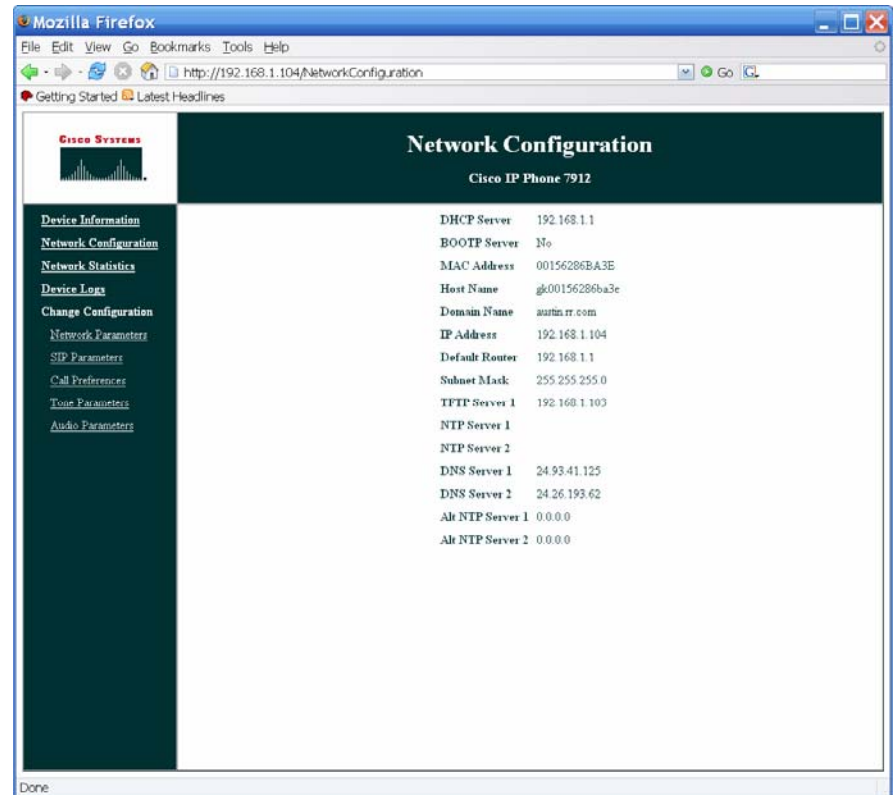 Mozilla Firefox
File Edit View Go Bookmarks Tools Help
http://192.168.1.104/NetworkConfiguration Go G
Getting Started Latest Headlines
CISCO SYSTEMS
Network Configuration
Cisco IP Phone 7912
Device Information
Network Configuration
Network Statistics
Device Logs
Change Configuration
Network Parameters
SIP Parameters
Call Preferences
Tone Parameters
Audio Parameters
DHCP Server 192.168.1.1
BOOTP Server No
MAC Address 00156286BA3E
Host Name gk00156286ba3e
Domain Name austin.rr.com
IP Address 192.168.1.104
Default Router 192.168.1.1
Subnet Mask 255.255.255.0
TFTP Server 1 192.168.1.103
NTP Server 1
NTP Server 2
DNS Server 1 24.93.41.125
DNS Server 2 24.26.193.62
Alt NTP Server 1 0.0.0.0
Alt NTP Server 2 0.0.0.0
Done